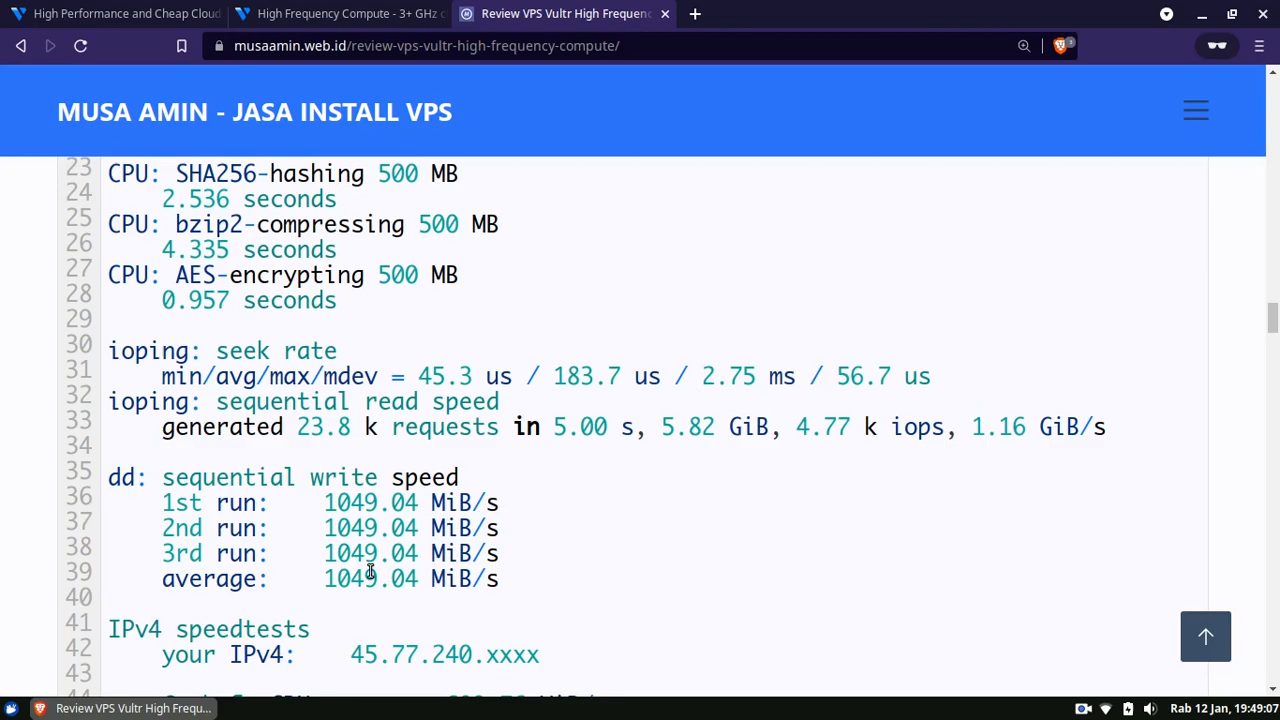 High Performance and Cheap Cloud
High Frequency Compute - 3+ GHz c
Review VPS Vultr High Frequenc
musaamin.web.id/review-vps-vultr-high-frequency-compute/
MUSA AMIN - JASA INSTALL VPS
23 CPU: SHA256-hashing 500 MB
24 2.536 seconds
25 CPU: bzip2-compressing 500 MB
26 4.335 seconds
27 CPU: AES-encrypting 500 MB
28 0.957 seconds
29
30 ioping: seek rate
31 min/avg/max/mdev = 45.3 us / 183.7 us / 2.75 ms / 56.7 us
32 ioping: sequential read speed
33 generated 23.8 k requests in 5.00 s, 5.82 GiB, 4.77 k iops, 1.16 GiB/s
34
35 dd: sequential write speed
36 1st run: 1049.04 MiB/s
37 2nd run: 1049.04 MiB/s
38 3rd run: 1049.04 MiB/s
39 average: 1049.04 MiB/s
40
41 IPv4 speedtests
42 your IPv4: 45.77.240.xxxx
43
Review VPS Vultr High Frequ...
Rab 12 Jan, 19:49:07